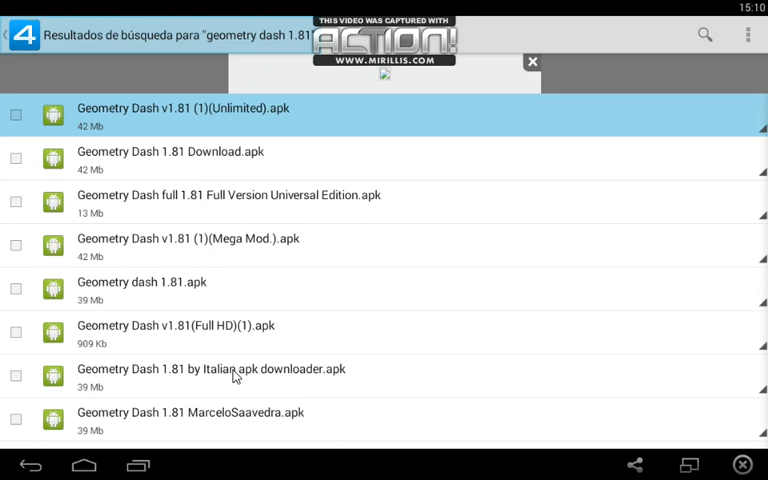 15:10
THIS VIDEO WAS CAPTURED WITH
ACTION!
WWW.MIRILLIS.COM
4 Resultados de búsqueda para "geometry dash 1.81"
Geometry Dash v1.81 (1)(Unlimited).apk
42 Mb
Geometry Dash 1.81 Download.apk
42 Mb
Geometry Dash full 1.81 Full Version Universal Edition.apk
13 Mb
Geometry Dash v1.81 (1)(Mega Mod.).apk
42 Mb
Geometry dash 1.81.apk
39 Mb
Geometry Dash v1.81(Full HD)(1).apk
909 Kb
Geometry Dash 1.81 by Italian apk downloader.apk
39 Mb
Geometry Dash 1.81 MarceloSaavedra.apk
39 Mb